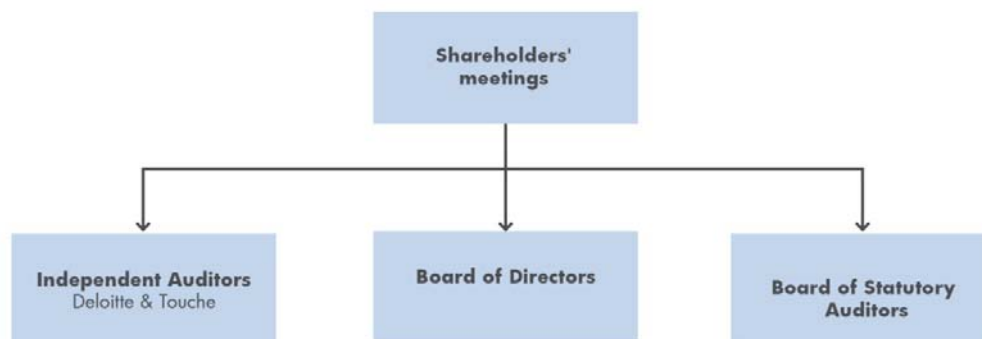 Shareholders'
meetings
Independent Auditors
Deloitte & Touche
Board of Directors
Board of Statutory
Auditors